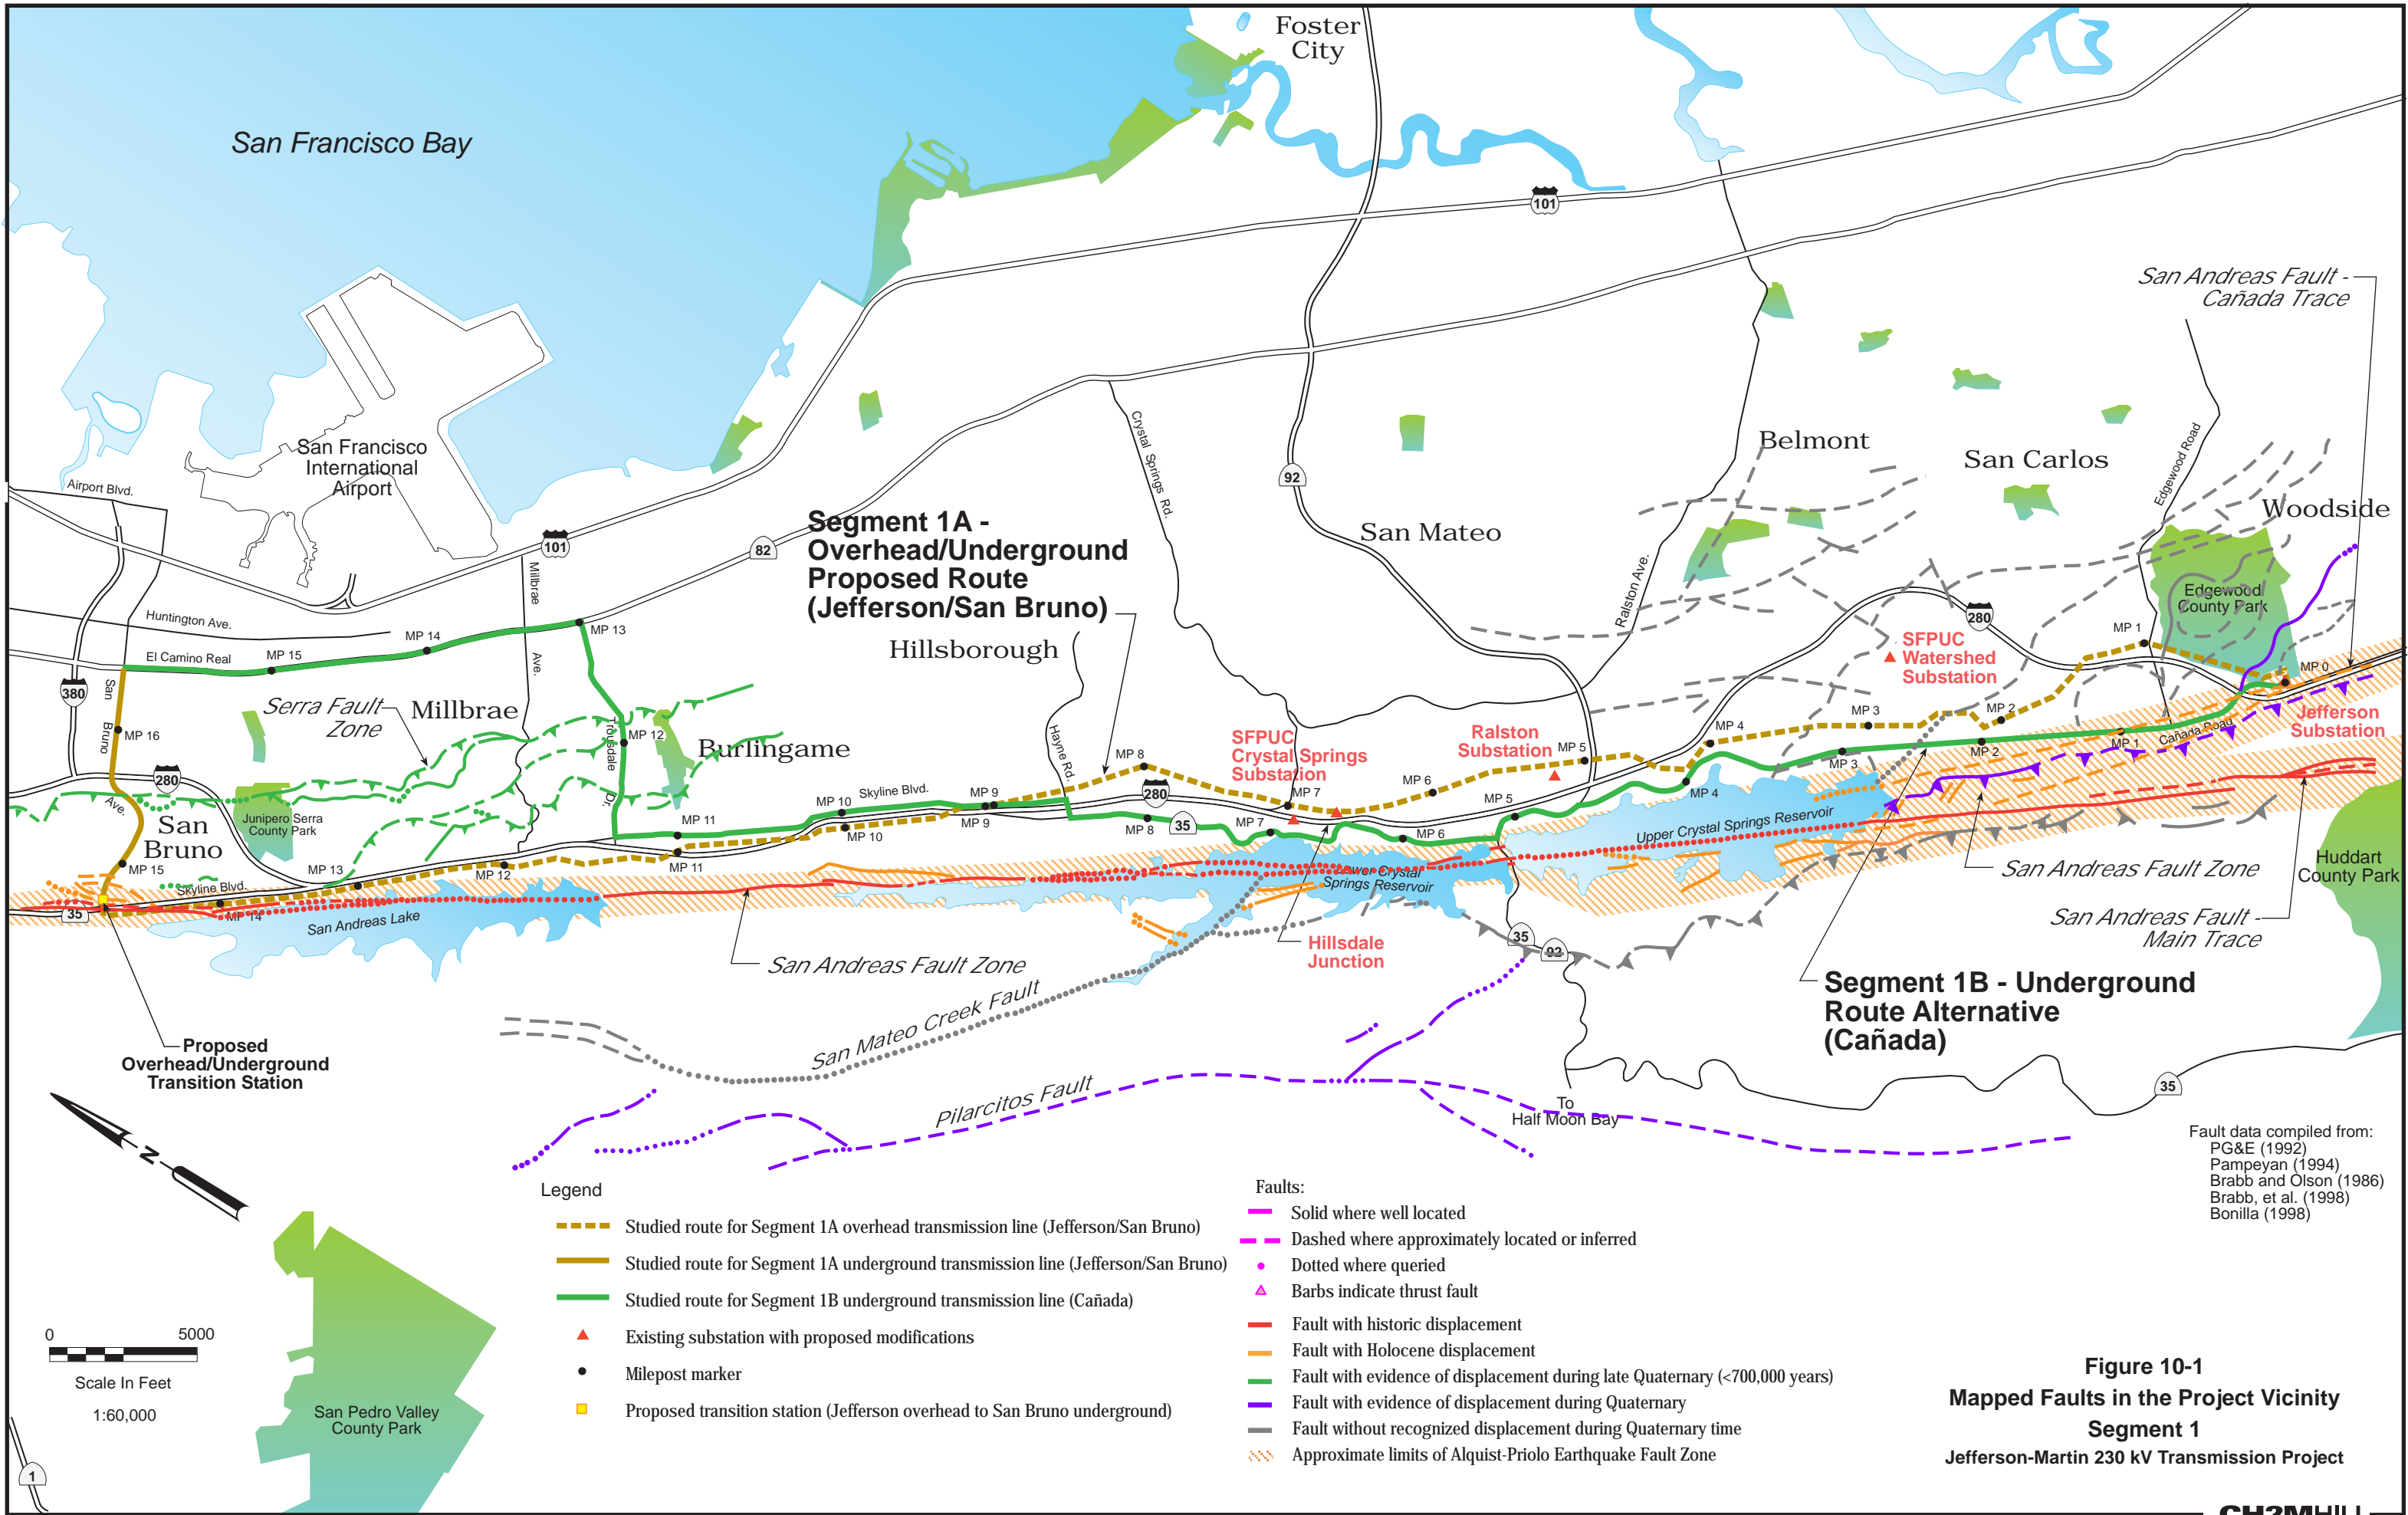 Foster
City
San Francisco Bay
101
San Andreas Fault -
Cañada Trace
San Francisco
International
Airport
Airport Blvd.
Crystal Springs Rd.
92
Belmont
San Carlos
Edgewood Road
Woodside
San Mateo
Segment 1A -
Overhead/Underground
Proposed Route
(Jefferson/San Bruno)
101
82
Millbrae
Ave.
Ralston Ave.
Edgewood
County Park
280
Huntington Ave.
MP 14
MP 13
El Camino Real
MP 15
Hillsborough
SFPUC
Watershed
Substation
MP 1
MP 0
380
San
Bruno
Ave.
Serra Fault
Zone
Millbrae
Trousdale
Dr.
MP 12
Burlingame
MP 16
Hayne Rd.
MP 8
SFPUC
Crystal Springs
Substation
Ralston
Substation
MP 5
MP 4
MP 3
MP 2
Jefferson
Substation
Cañada Road
MP 1
MP 2
MP 3
MP 4
280
Junipero Serra
County Park
San
Bruno
MP 10
Skyline Blvd.
MP 9
280
MP 7
MP 6
MP 5
MP 11
MP 10
MP 9
MP 8
35
MP 7
MP 6
Upper Crystal Springs Reservoir
MP 15
MP 13
MP 12
MP 11
Lower Crystal
Springs Reservoir
San Andreas Fault Zone
Huddart
County Park
Skyline Blvd.
35
MP 14
San Andreas Lake
San Andreas Fault -
Main Trace
San Andreas Fault Zone
Hillsdale
Junction
35
92
Segment 1B - Underground
Route Alternative
(Cañada)
Proposed
Overhead/Underground
Transition Station
San Mateo Creek Fault
Pilarcitos Fault
35
To
Half Moon Bay
N
Fault data compiled from:
PG&E (1992)
Pampeyan (1994)
Brabb and Olson (1986)
Brabb, et al. (1998)
Bonilla (1998)
Legend
Studied route for Segment 1A overhead transmission line (Jefferson/San Bruno)
Studied route for Segment 1A underground transmission line (Jefferson/San Bruno)
Studied route for Segment 1B underground transmission line (Cañada)
Existing substation with proposed modifications
Milepost marker
Proposed transition station (Jefferson overhead to San Bruno underground)
Faults:
Solid where well located
Dashed where approximately located or inferred
Dotted where queried
Barbs indicate thrust fault
Fault with historic displacement
Fault with Holocene displacement
Fault with evidence of displacement during late Quaternary (<700,000 years)
Fault with evidence of displacement during Quaternary
Fault without recognized displacement during Quaternary time
Approximate limits of Alquist-Priolo Earthquake Fault Zone
0 5000
Scale In Feet
1:60,000
San Pedro Valley
County Park
1
Figure 10-1
Mapped Faults in the Project Vicinity
Segment 1
Jefferson-Martin 230 kV Transmission Project
CH2MHILL